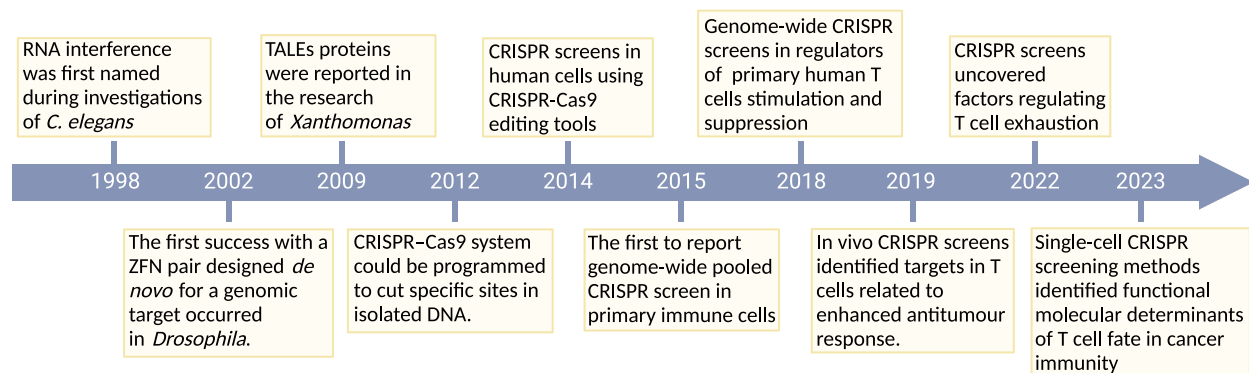 RNA interference
was first named
during investigations
of C. elegans
TALEs proteins
were reported in
the research
of Xanthomonas
CRISPR screens in
human cells using
CRISPR-Cas9
editing tools
Genome-wide CRISPR
screens in regulators
of primary human T
cells stimulation and
suppression
CRISPR screens
uncovered
factors regulating
T cell exhaustion
1998 2002 2009 2012 2014 2015 2018 2019 2022 2023
The first success with a
ZFN pair designed de
novo for a genomic
target occurred
in Drosophila.
CRISPR–Cas9 system
could be programmed
to cut specific sites in
isolated DNA.
The first to report
genome-wide pooled
CRISPR screen in
primary immune cells
In vivo CRISPR screens
identified targets in T
cells related to
enhanced antitumour
response.
Single-cell CRISPR
screening methods
identified functional
molecular determinants
of T cell fate in cancer
immunity